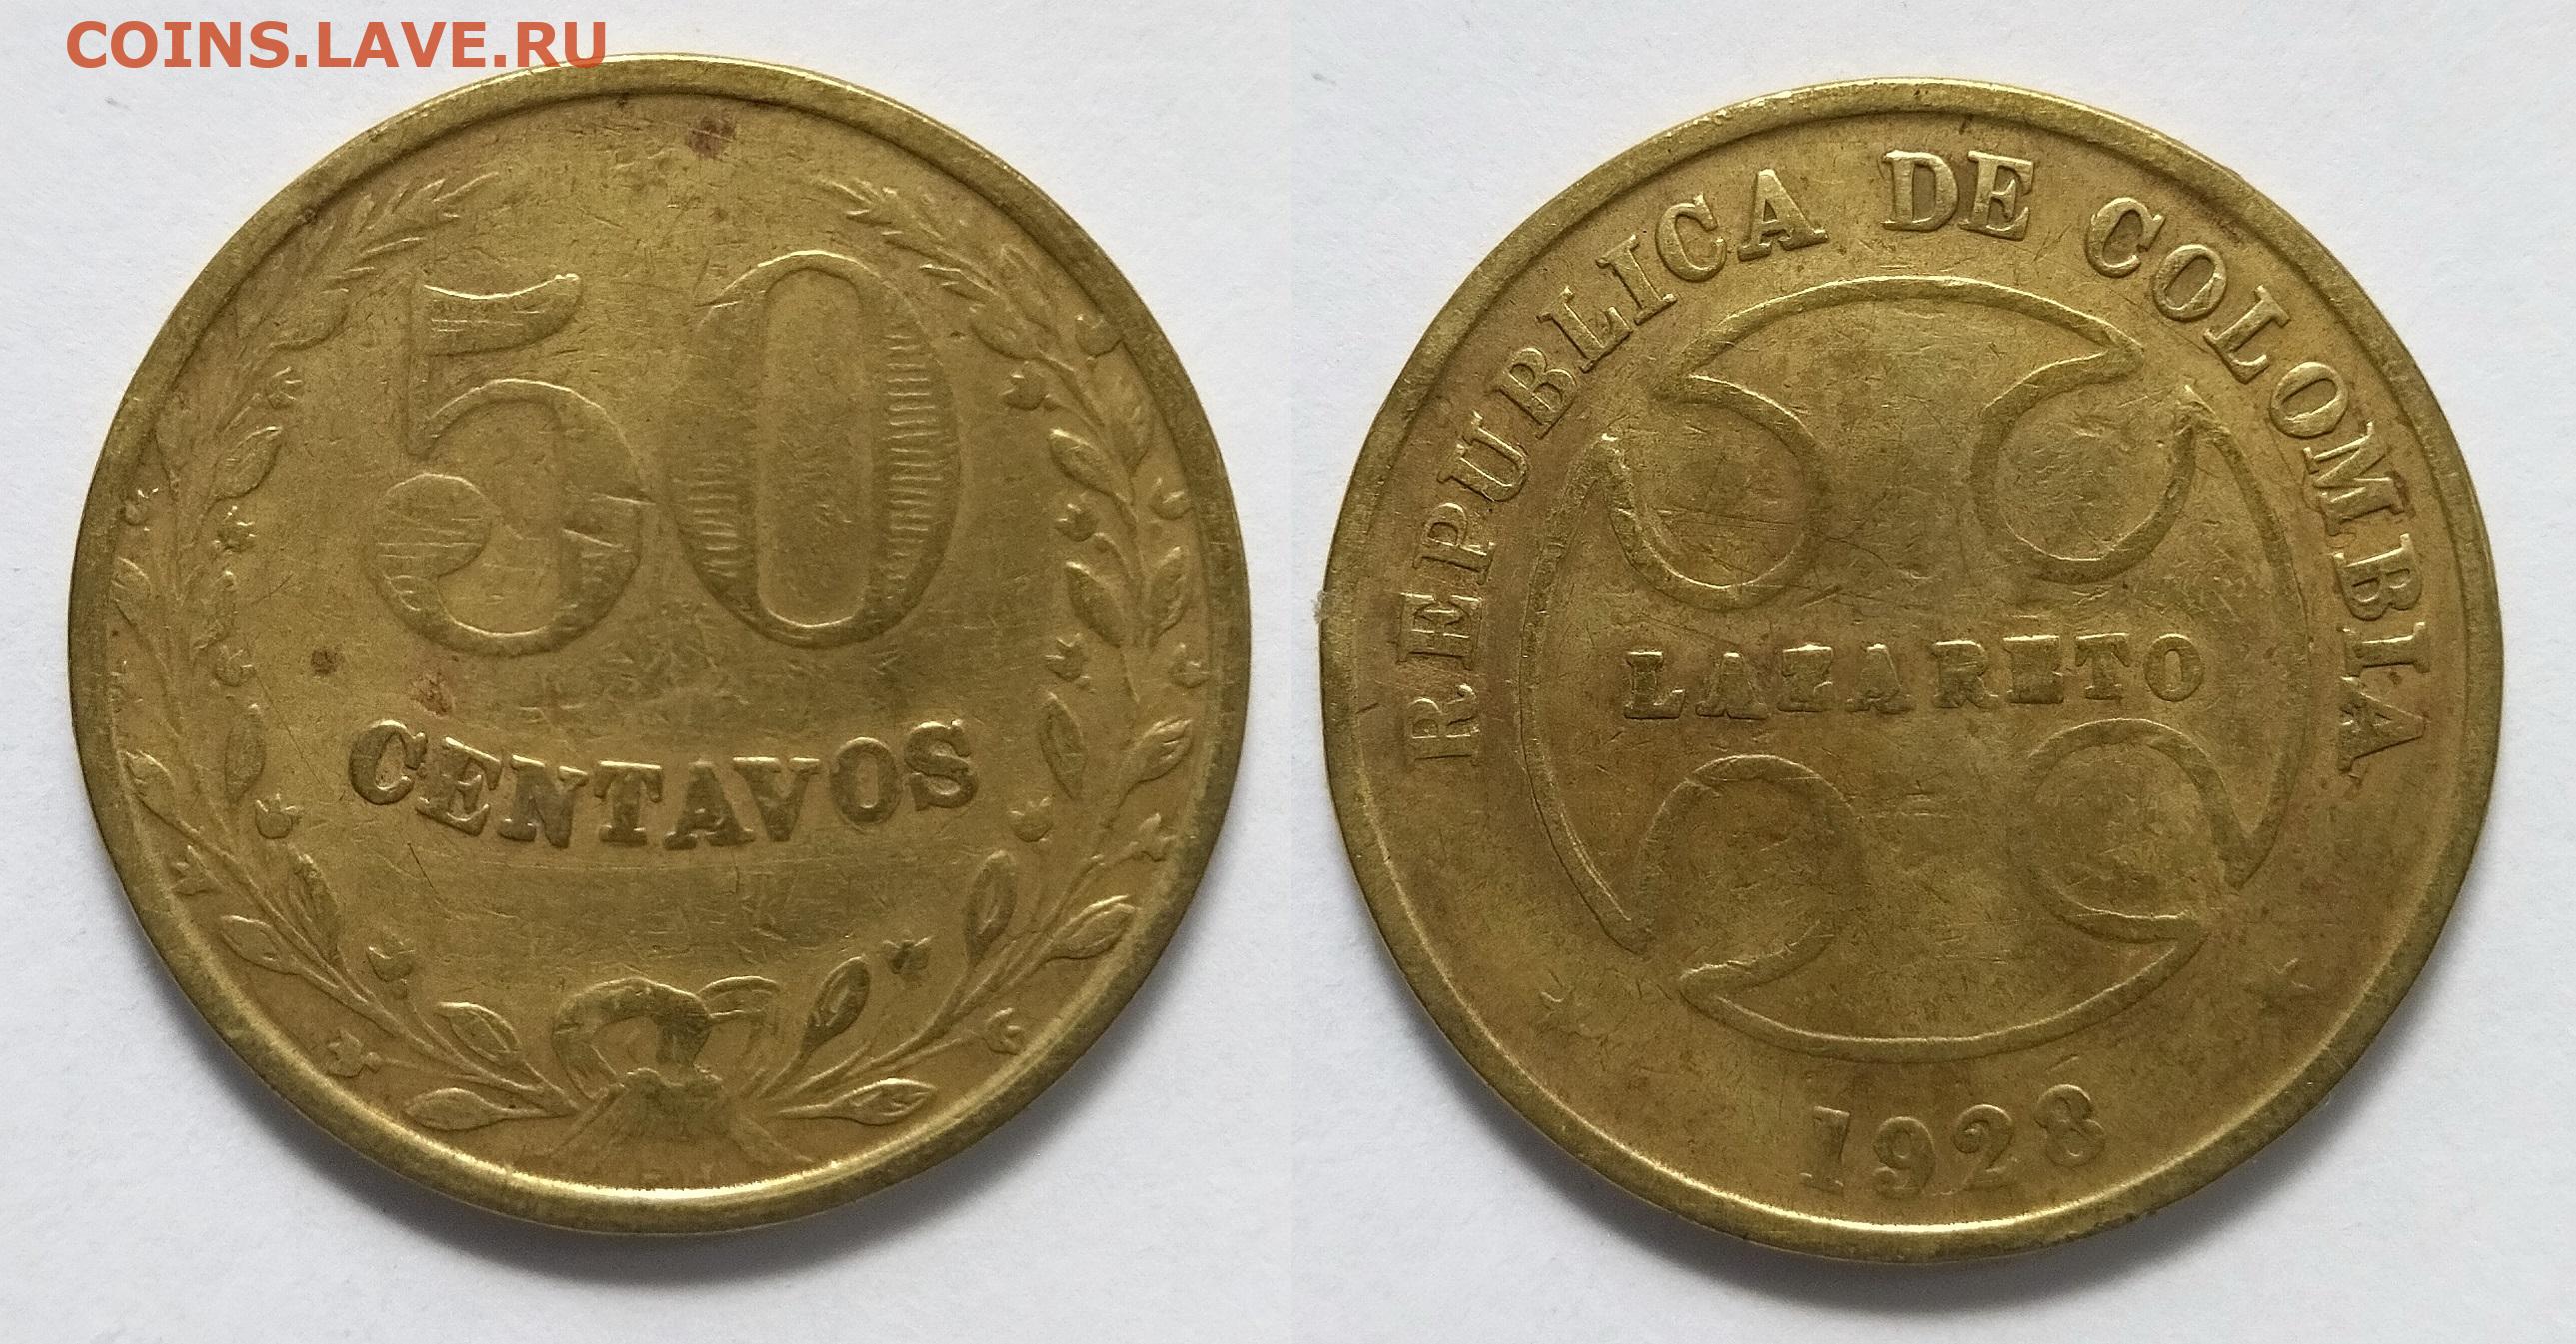 COINS.LAVE.RU
50
CENTAVOS
REPUBLICA DE COLOMBIA
LAZARETO
1928